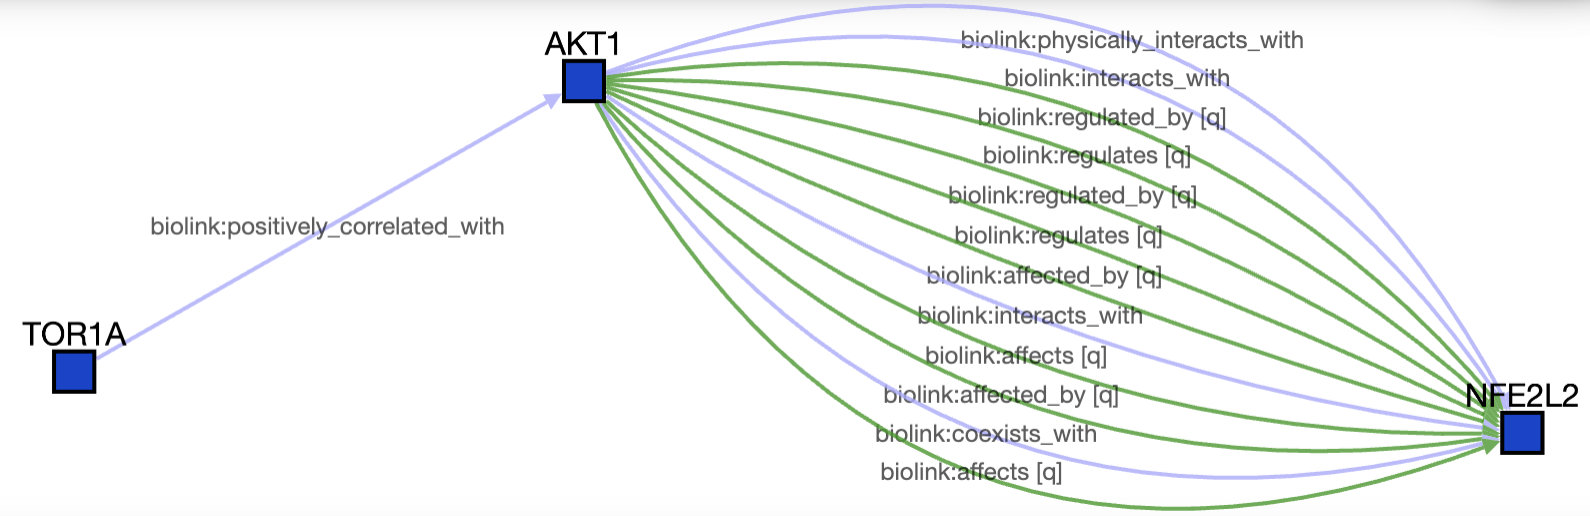 AKT1
biolink:physically_interacts_with
biolink:interacts_with
biolink:regulated_by [q]
biolink:regulates [q]
biolink:regulated_by [q]
biolink:positively_correlated_with
biolink:regulates [q]
biolink:affected_by [q]
biolink:interacts_with
TOR1A
biolink:affects [q]
biolink:affected_by [q]
NFE2L2
biolink:coexists_with
biolink:affects [q]